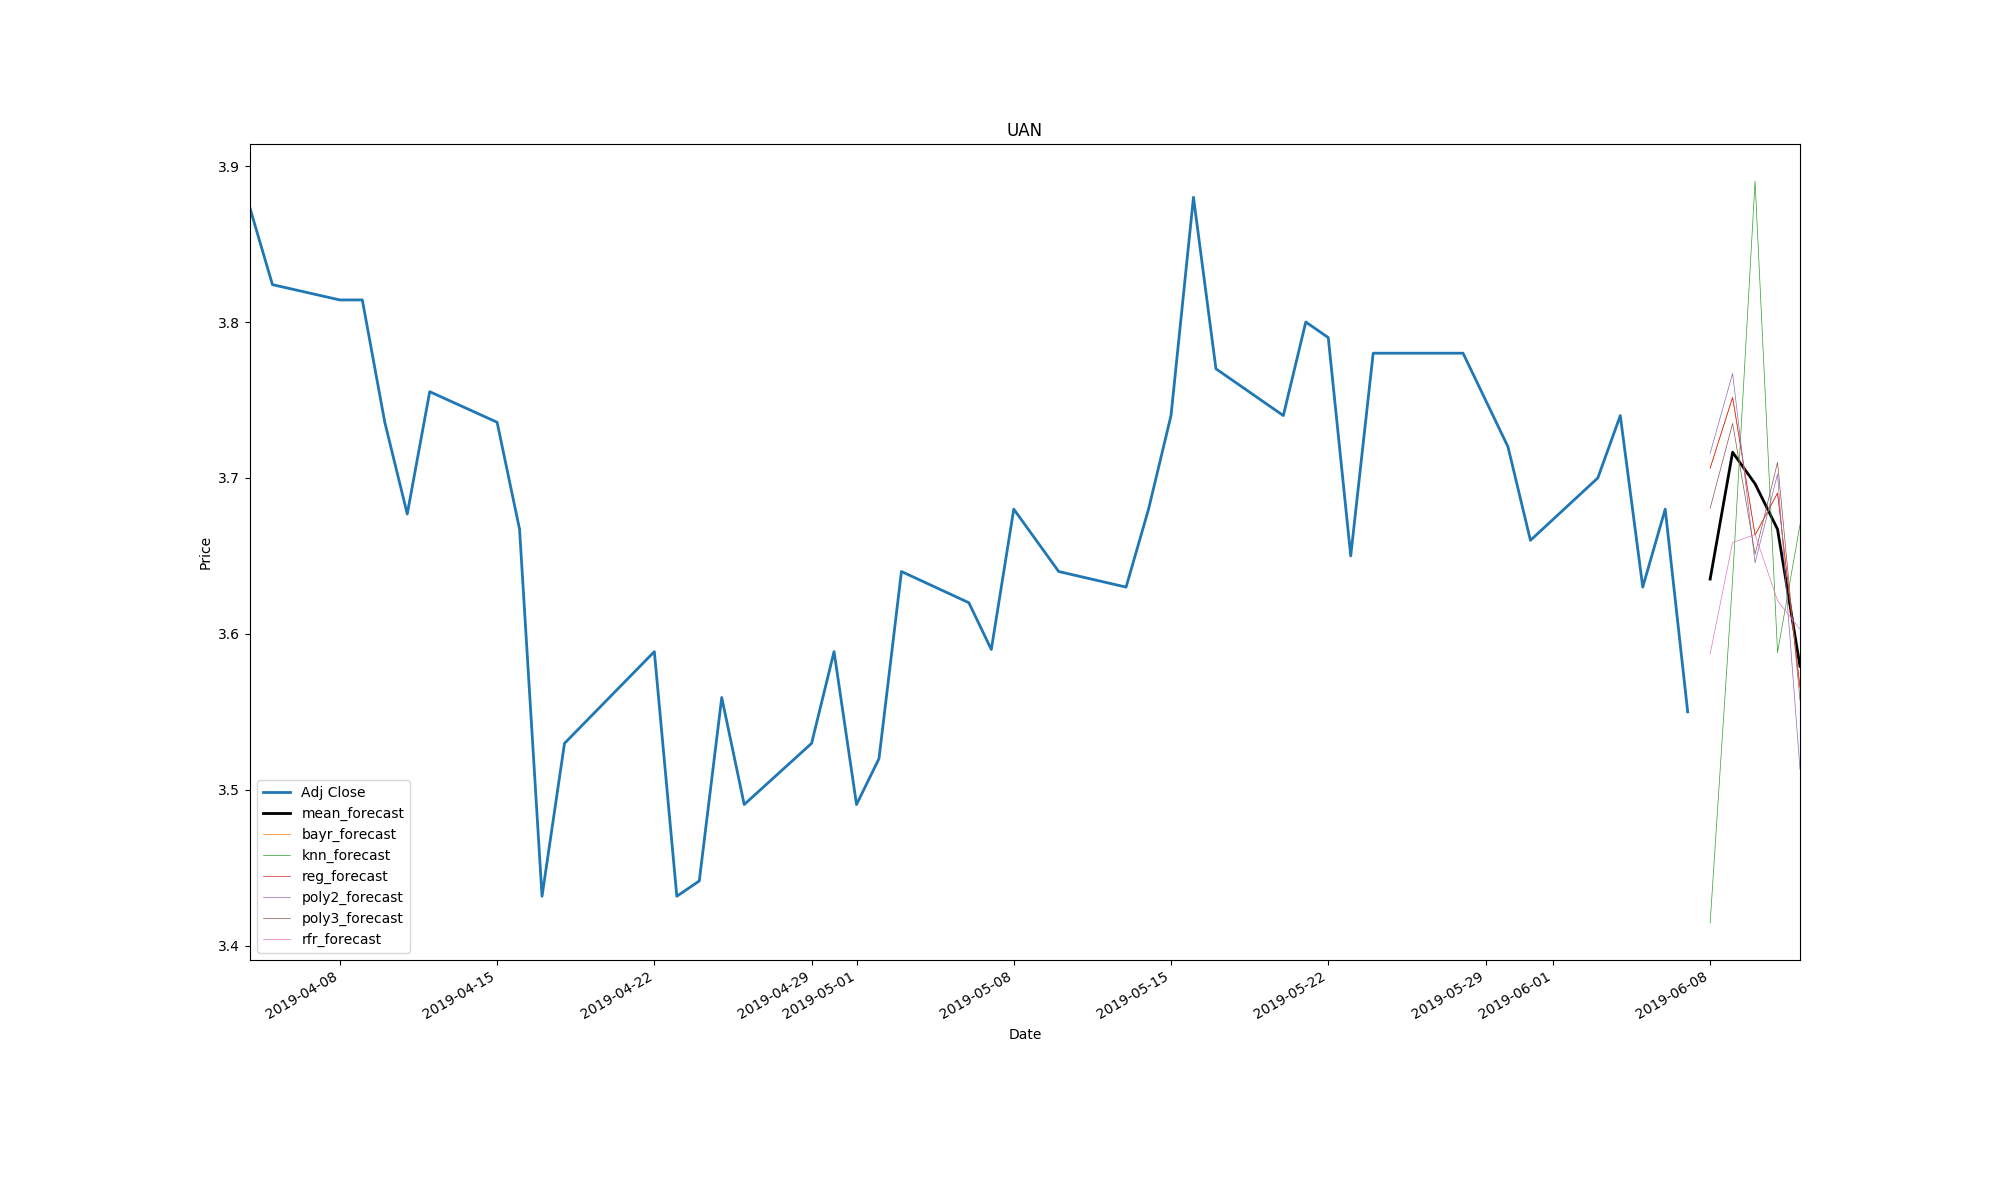 UAN
3.9
3.8
3.7
3.6
3.5
3.4
Price
Adj Close
mean_forecast
bayr_forecast
knn_forecast
reg_forecast
poly2_forecast
poly3_forecast
rfr_forecast
2019-04-08
2019-04-15
2019-04-22
2019-04-29
2019-05-01
2019-05-08
2019-05-15
2019-05-22
2019-05-29
2019-06-01
2019-06-08
Date